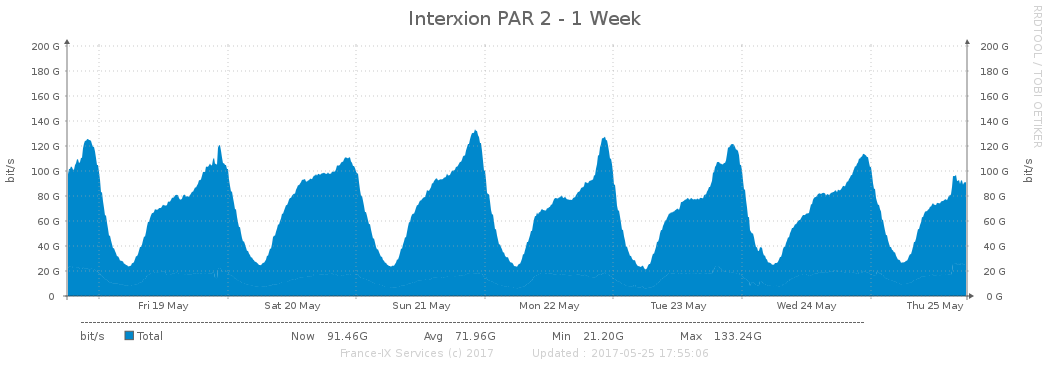 Interxion PAR 2 - 1 Week
RRDTOOL / TOBI OETIKER
200 G 200 G
180 G 180 G
160 G 160 G
140 G 140 G
120 G 120 G
100 G 100 G
80 G 80 G
60 G 60 G
40 G 40 G
20 G 20 G
0 0 G
bit/s bit/s
Fri 19 May Sat 20 May Sun 21 May Mon 22 May Tue 23 May Wed 24 May Thu 25 May
bit/s Total Now 91.46G Avg 71.96G Min 21.20G Max 133.24G
France-IX Services (c) 2017 Updated : 2017-05-25 17:55:06